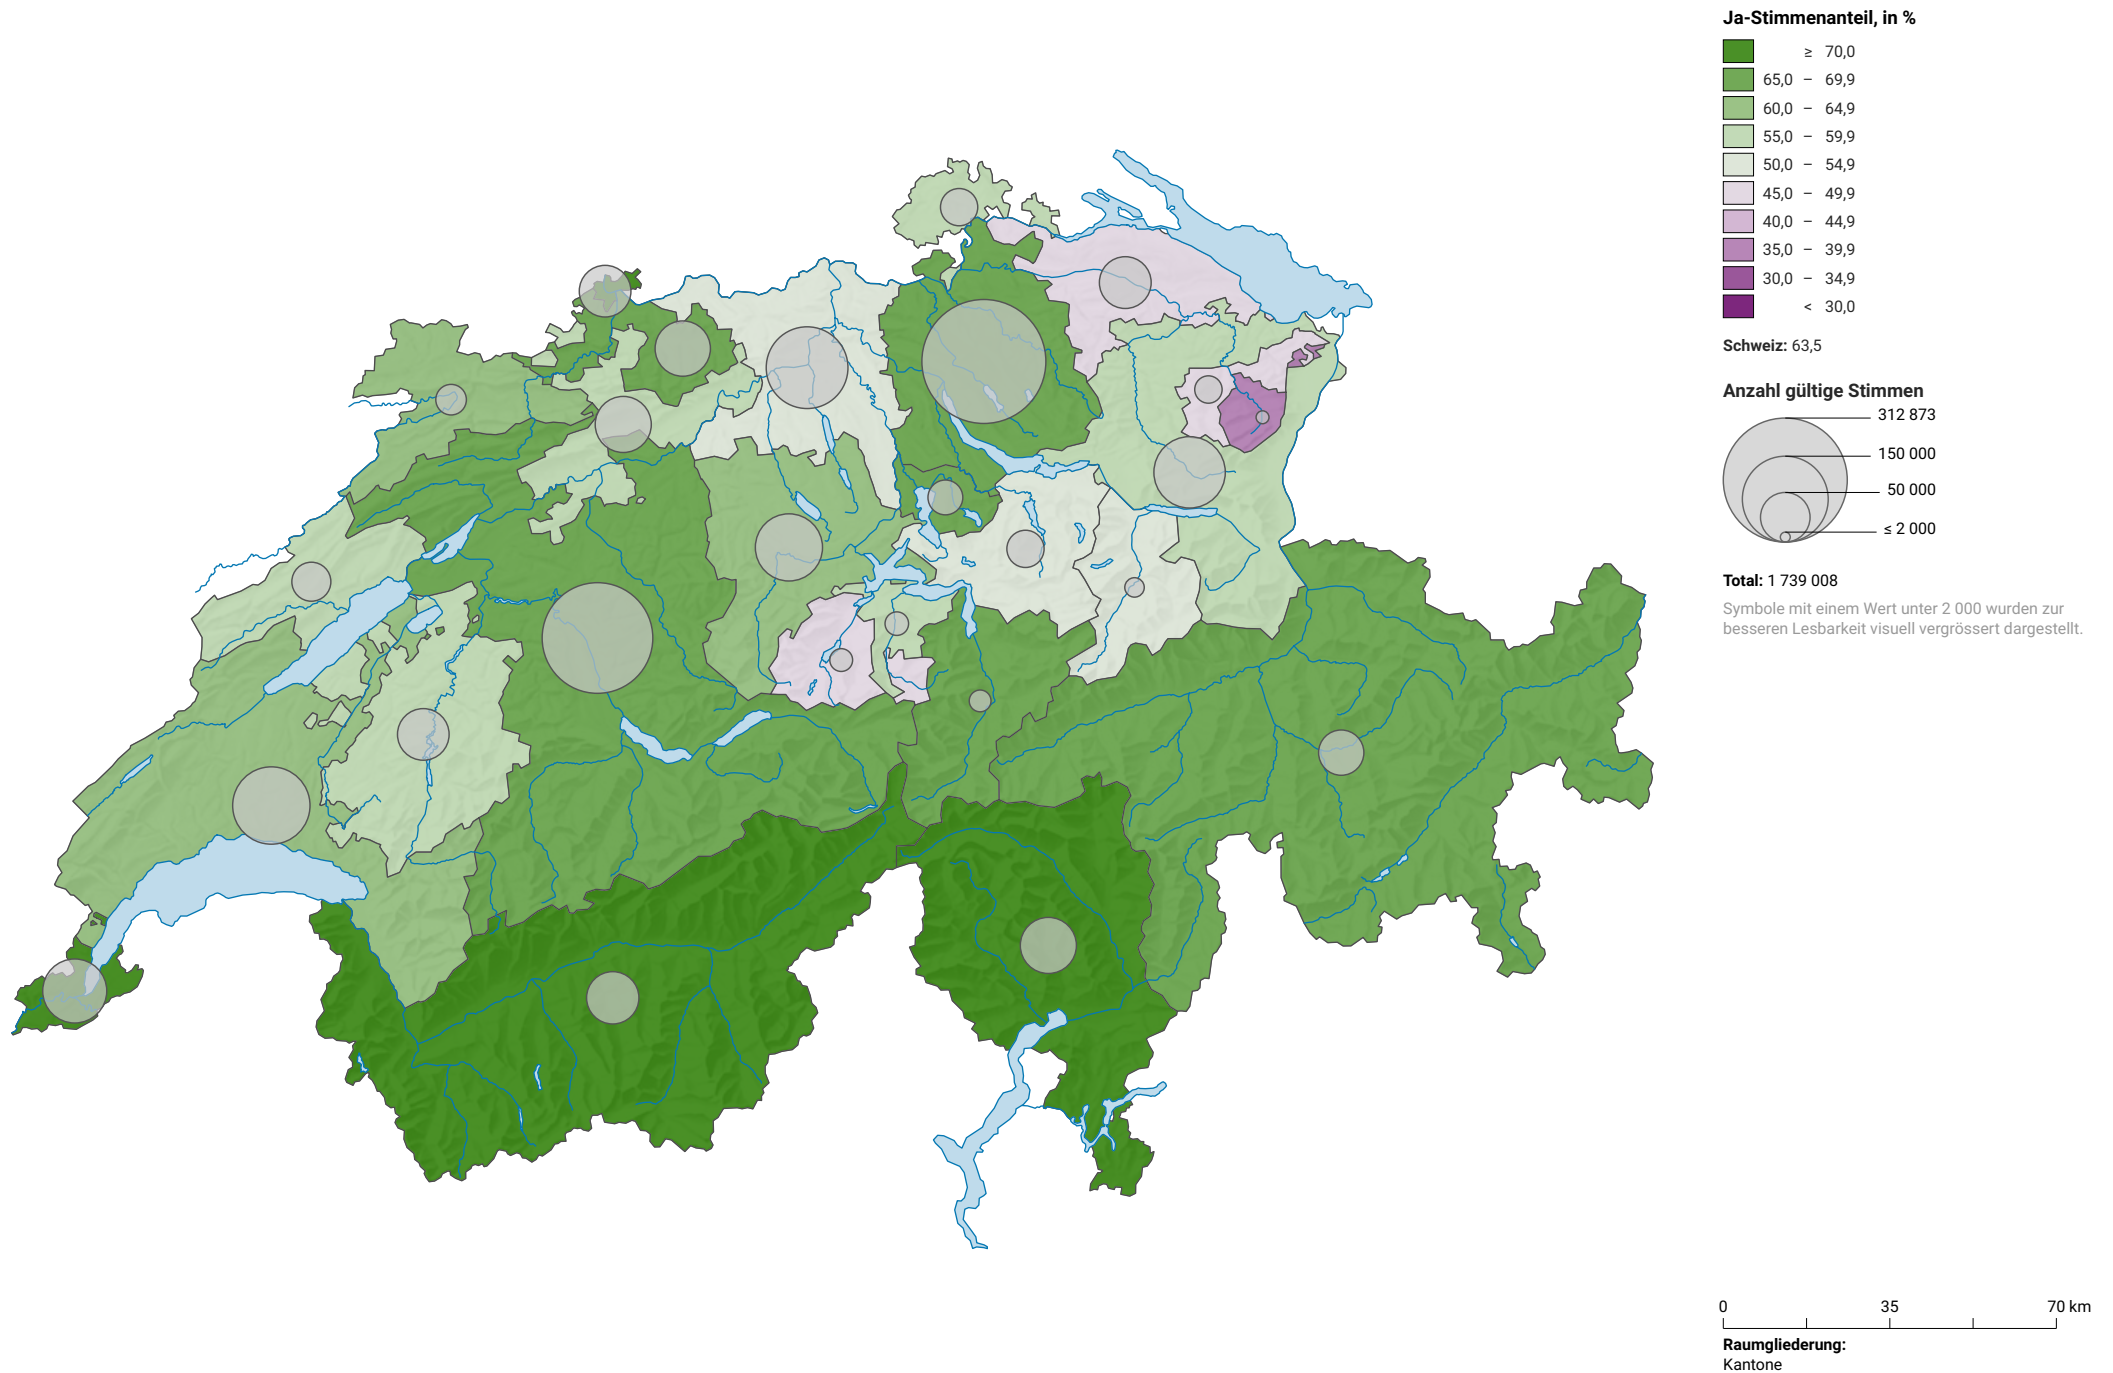 Ja-Stimmenanteil, in %
≥ 70,0
65,0 – 69,9
60,0 – 64,9
55,0 – 59,9
50,0 – 54,9
45,0 – 49,9
40,0 – 44,9
35,0 – 39,9
30,0 – 34,9
< 30,0
Schweiz: 63,5
Anzahl gültige Stimmen
312 873
150 000
50 000
≤ 2 000
Total: 1 739 008
Symbole mit einem Wert unter 2 000 wurden zur
besseren Lesbarkeit visuell vergrössert dargestellt.
0 35 70 km
Raumgliederung:
Kantone